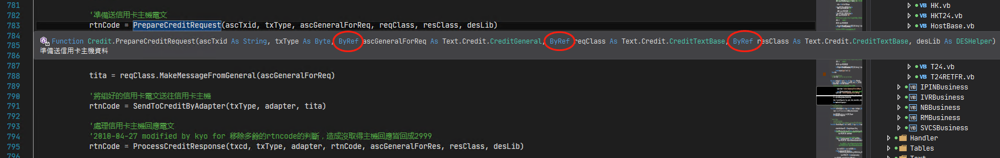 781
782 '準備送信用卡主機電文
783 rtnCode = PrepareCreditRequest(ascTxid, txType, ascGeneralForReq, reqClass, resClass, desLib)
784 Function Credit.PrepareCreditRequest(ascTxid As String, txType As Byte, ByRef ascGeneralForReq As Text.Credit.CreditGeneral, ByRef reqClass As Text.Credit.CreditTextBase, ByRef resClass As Text.Credit.CreditTextBase, desLib As DESHelper)
785 準備送信用卡主機資料
786
787
788 tita = reqClass.MakeMessageFromGeneral(ascGeneralForReq)
789
790 '將組好的信用卡電文送往信用卡主機
791 rtnCode = SendToCreditByAdapter(txType, adapter, tita)
792
793 '處理信用卡主機回應電文
794 '2010-04-27 modified by kyo for 移除多餘的rtncode的判斷，造成沒取得主機回應皆回成2999
795 rtnCode = ProcessCreditResponse(txcd, txType, adapter, rtnCode, ascGeneralForRes, resClass, desLib)
796
VB HK.vb
VB HKT24.vb
VB HostBase.vb
VB T24.vb
VB T24RETFR.vb
VB IPINBusiness
VB IVRBusiness
VB NBBusiness
VB RMBusiness
VB SVCSBusiness
Handler
Tables
Text